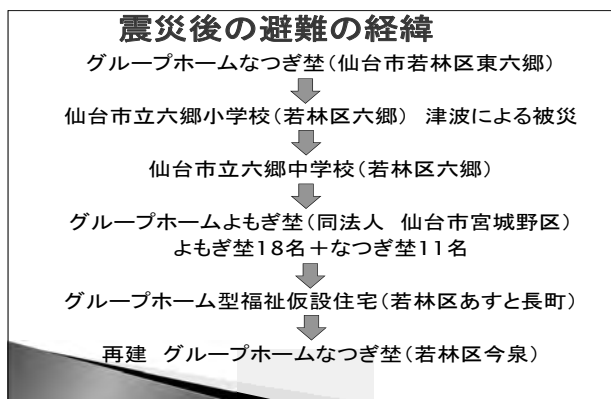 震災後の避難の経緯
グループホームなつぎ埜(仙台市若林区東六郷)
仙台市立六郷小学校(若林区六郷) 津波による被災
仙台市立六郷中学校(若林区六郷)
グループホームよもぎ埜(同法人 仙台市宮城野区)
よもぎ埜18名+なつぎ埜11名
グループホーム型福祉仮設住宅(若林区あすと長町)
再建 グループホームなつぎ埜(若林区今泉)